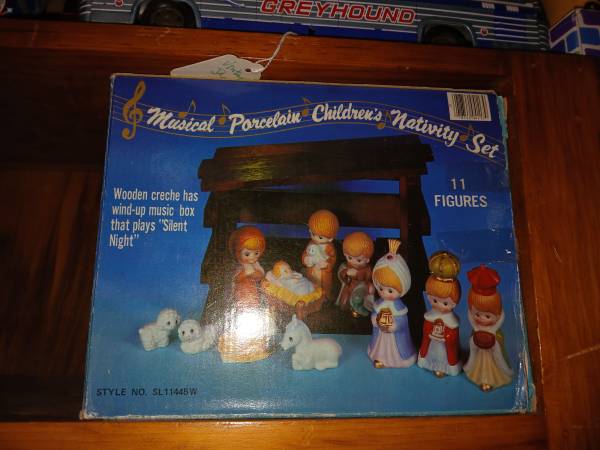 GREYHOUND
Musical Porcelain Children's Nativity Set
11
FIGURES
Wooden creche has
wind-up music box
that plays "Silent
Night"
STYLE NO. SL11445W